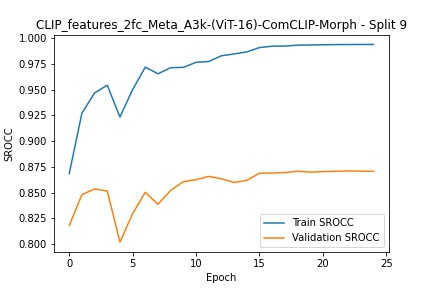 CLIP_features_2fc_Meta_A3k-(ViT-16)-ComCLIP-Morph - Split 9
1.000
0.975
0.950
0.925
0.900
0.875
0.850
0.825
0.800
SROCC
Train SROCC
Validation SROCC
0 5 10 15 20 25
Epoch